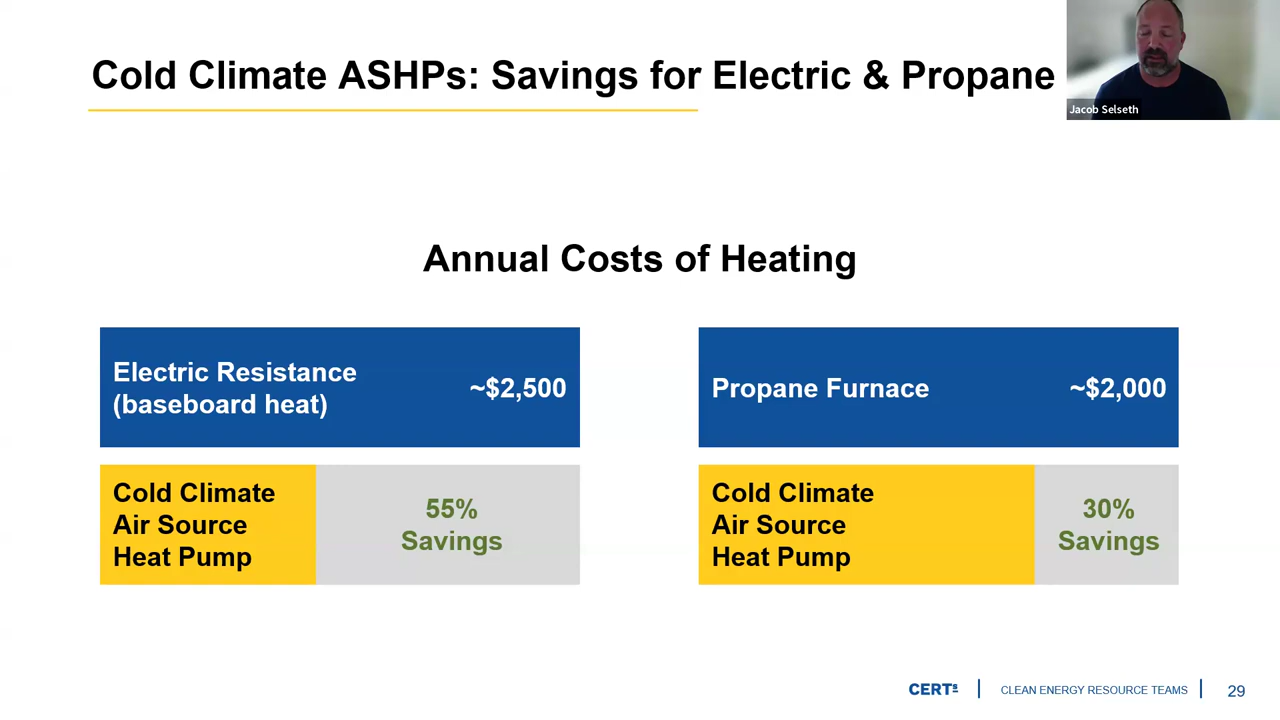 Cold Climate ASHPs: Savings for Electric & Propane
Jacob Selseth
Annual Costs of Heating
Electric Resistance
(baseboard heat)
~$2,500
Cold Climate
Air Source
Heat Pump
55%
Savings
Propane Furnace
~$2,000
Cold Climate
Air Source
Heat Pump
30%
Savings
CERTs
CLEAN ENERGY RESOURCE TEAMS
29